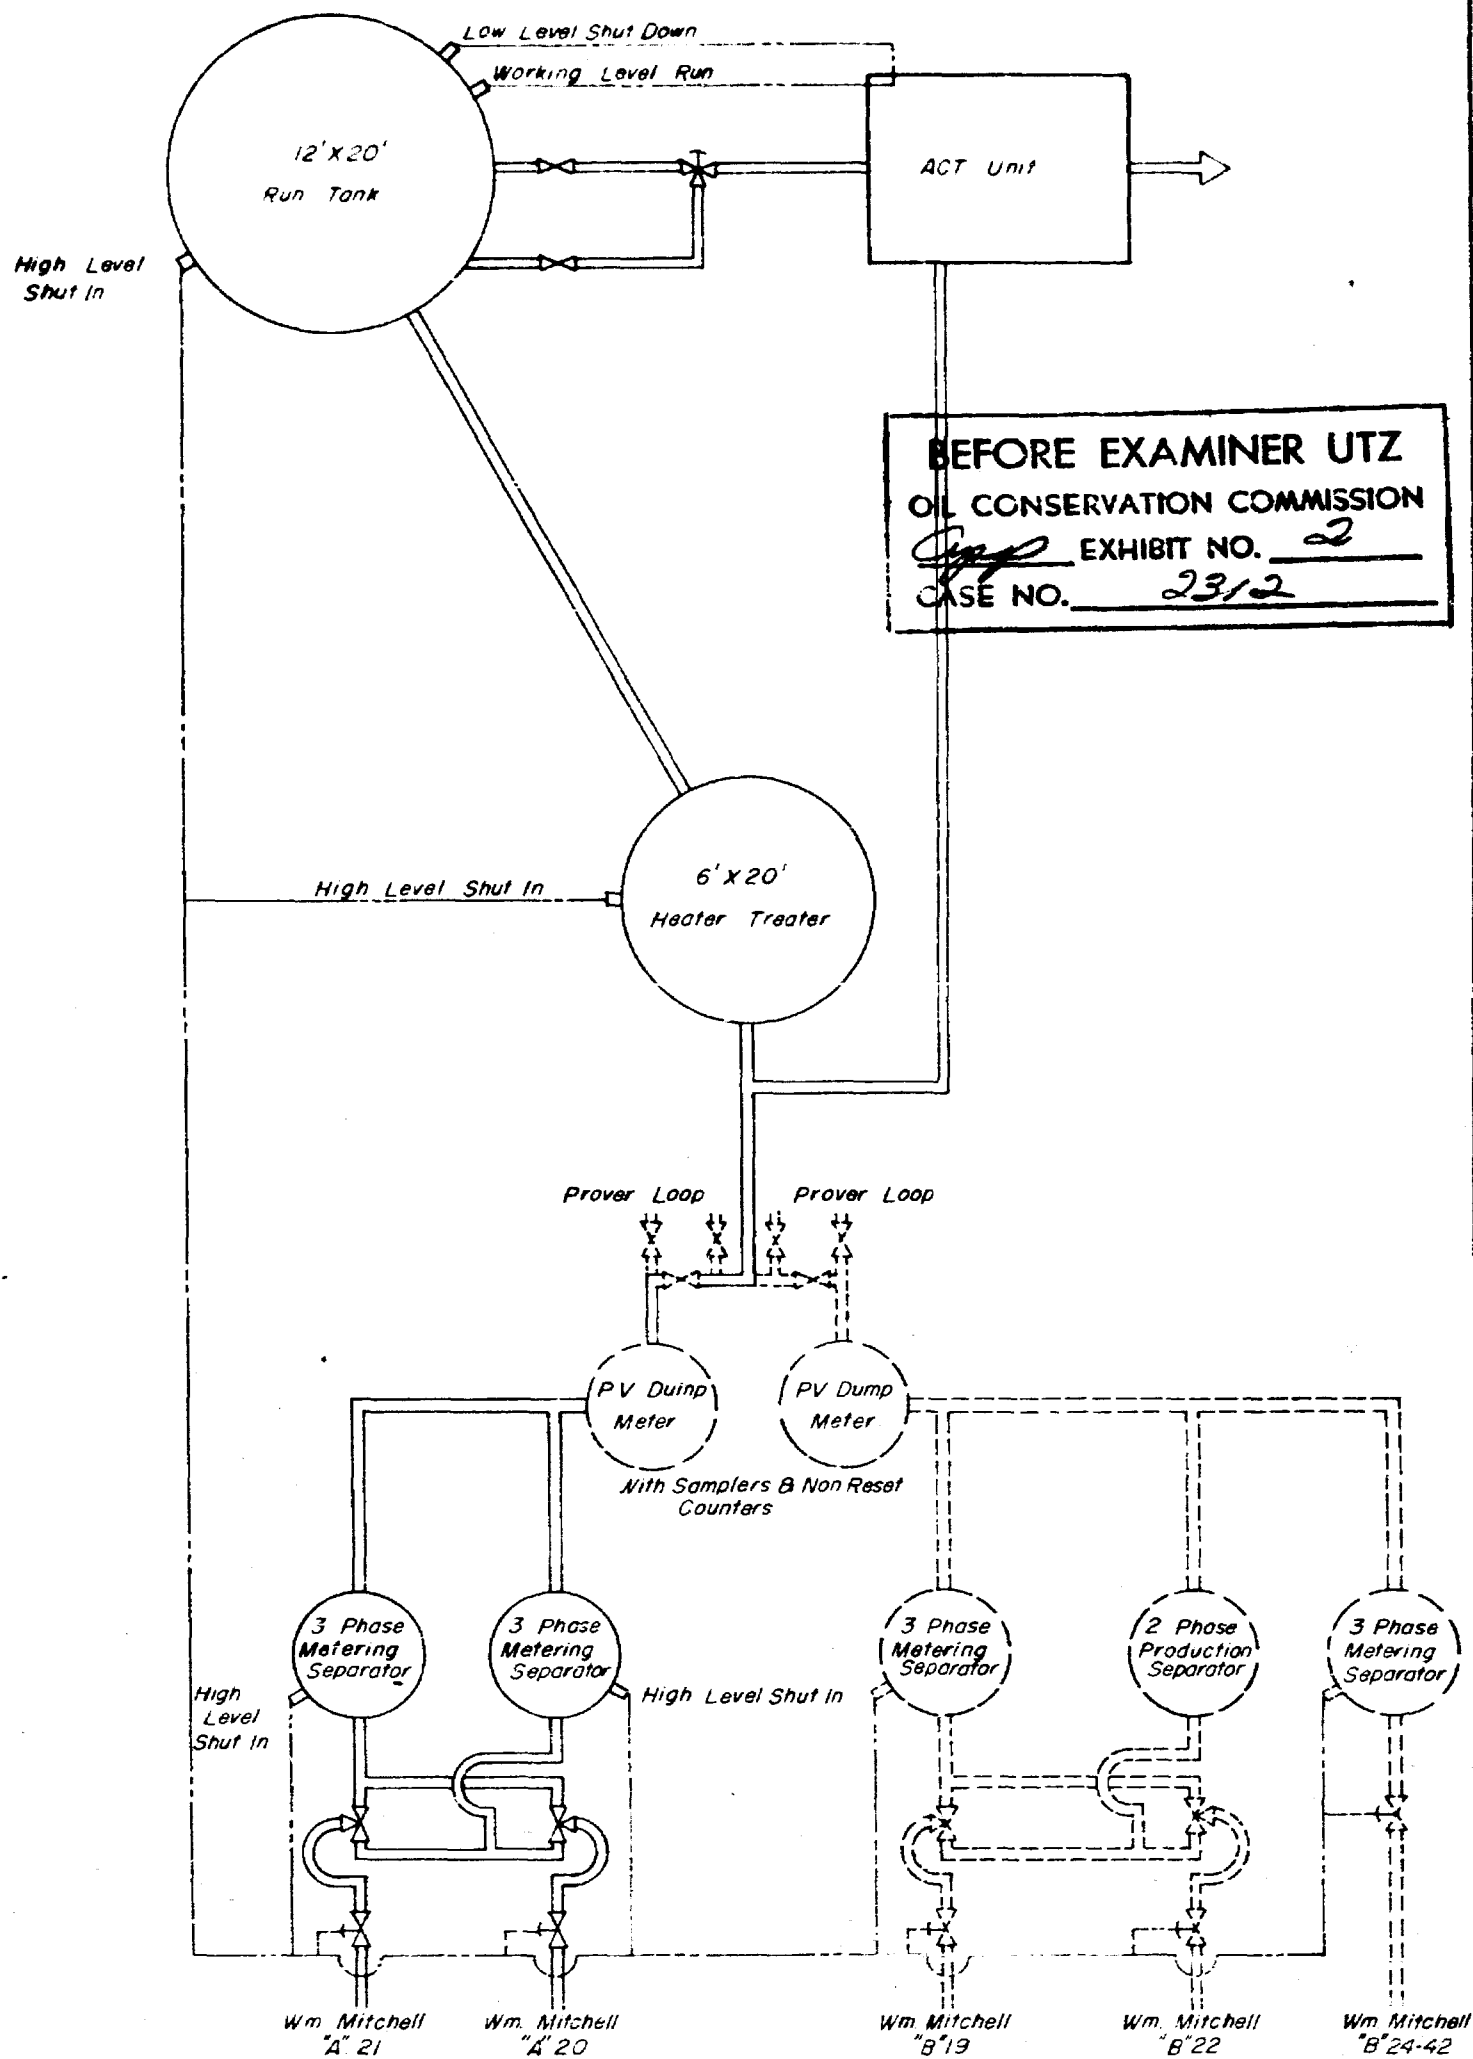 Low Level Shut Down
Working Level Run
12' X 20'
Run Tank
ACT Unit
High Level
Shut In
BEFORE EXAMINER UTZ
OIL CONSERVATION COMMISSION
EXHIBIT NO. 2
CASE NO. 2312
6' X 20'
Heater Treater
High Level Shut In
Prover Loop
Prover Loop
PV Dump
Meter
PV Dump
Meter
With Samplers & Non Reset
Counters
3 Phase
Metering
Separator
3 Phase
Metering
Separator
3 Phase
Metering
Separator
2 Phase
Production
Separator
3 Phase
Metering
Separator
High
Level
Shut In
High Level Shut In
Wm. Mitchell
"A" 21
Wm. Mitchell
"A" 20
Wm. Mitchell
"B" 19
Wm. Mitchell
"B" 22
Wm. Mitchell
"B" 24-42